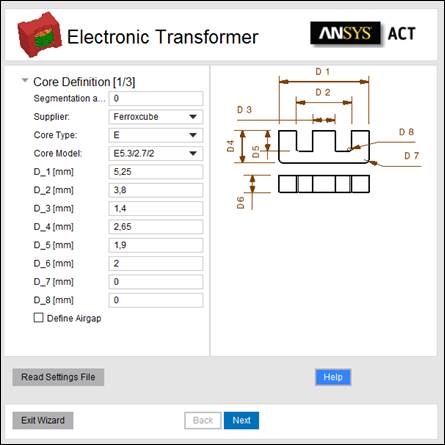 Electronic Transformer
ANSYS ACT
Core Definition [1/3]
Segmentation a... 0
Supplier: Ferroxcube
Core Type: E
Core Model: E5.3/2.7/2
D_1 [mm] 5,25
D_2 [mm] 3,8
D_3 [mm] 1,4
D_4 [mm] 2,65
D_5 [mm] 1,9
D_6 [mm] 2
D_7 [mm] 0
D_8 [mm] 0
Define Airgap
D 1
D 2
D 3
D 8
D4
D5
D 7
D6
Read Settings File
Help
Exit Wizard
Back
Next